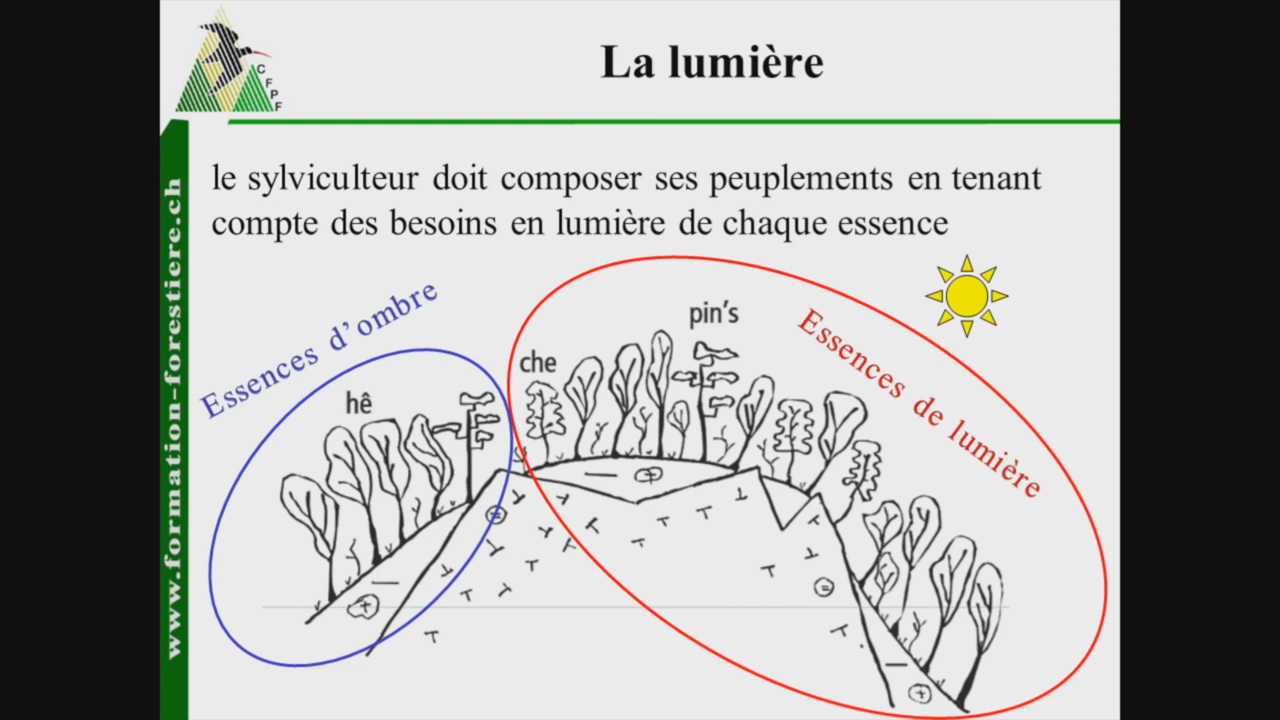 C
F
P
F
La lumière
www.formation-forestiere.ch
le sylviculteur doit composer ses peuplements en tenant
compte des besoins en lumière de chaque essence
Essences d'ombre
hê
che
pin's
Essences de lumière